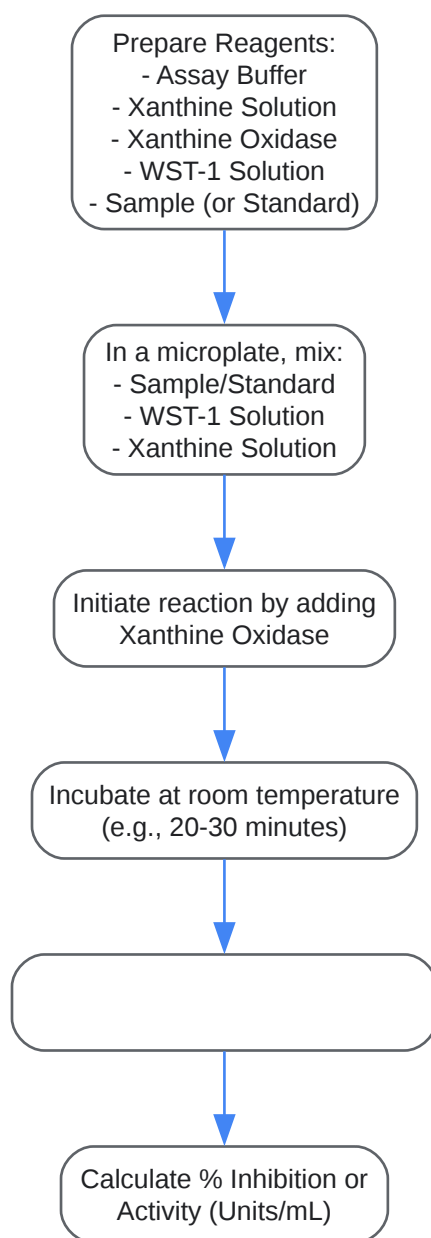 Prepare Reagents:
- Assay Buffer
- Xanthine Solution
- Xanthine Oxidase
- WST-1 Solution
- Sample (or Standard)
In a microplate, mix:
- Sample/Standard
- WST-1 Solution
- Xanthine Solution
Initiate reaction by adding
Xanthine Oxidase
Incubate at room temperature
(e.g., 20-30 minutes)
Calculate % Inhibition or
Activity (Units/mL)